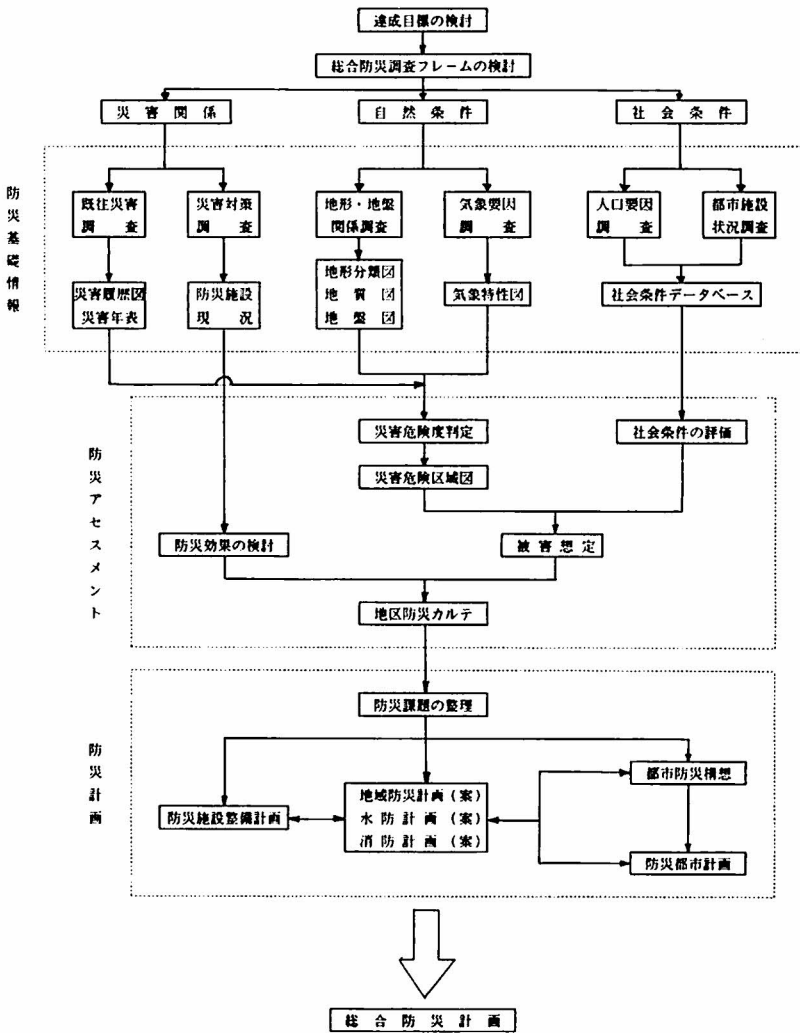 達成目標の検討
総合防災調査フレームの検討
災害関係
自然条件
社会条件
防災基礎情報
既往災害
調査
災害対策
調査
地形・地盤
関係調査
気象要因
調査
人口要因
調査
都市施設
状況調査
災害履歴図
災害年表
防災施設
現況
地形分類図
地質図
地盤図
気象特性図
社会条件データベース
防災アセスメント
災害危険度判定
社会条件の評価
災害危険区域図
防災効果の検討
被害想定
地区防災カルテ
防災計画
防災課題の整理
都市防災構想
防災施設整備計画
地域防災計画(案)
水防計画(案)
消防計画(案)
防災都市計画
総合防災計画